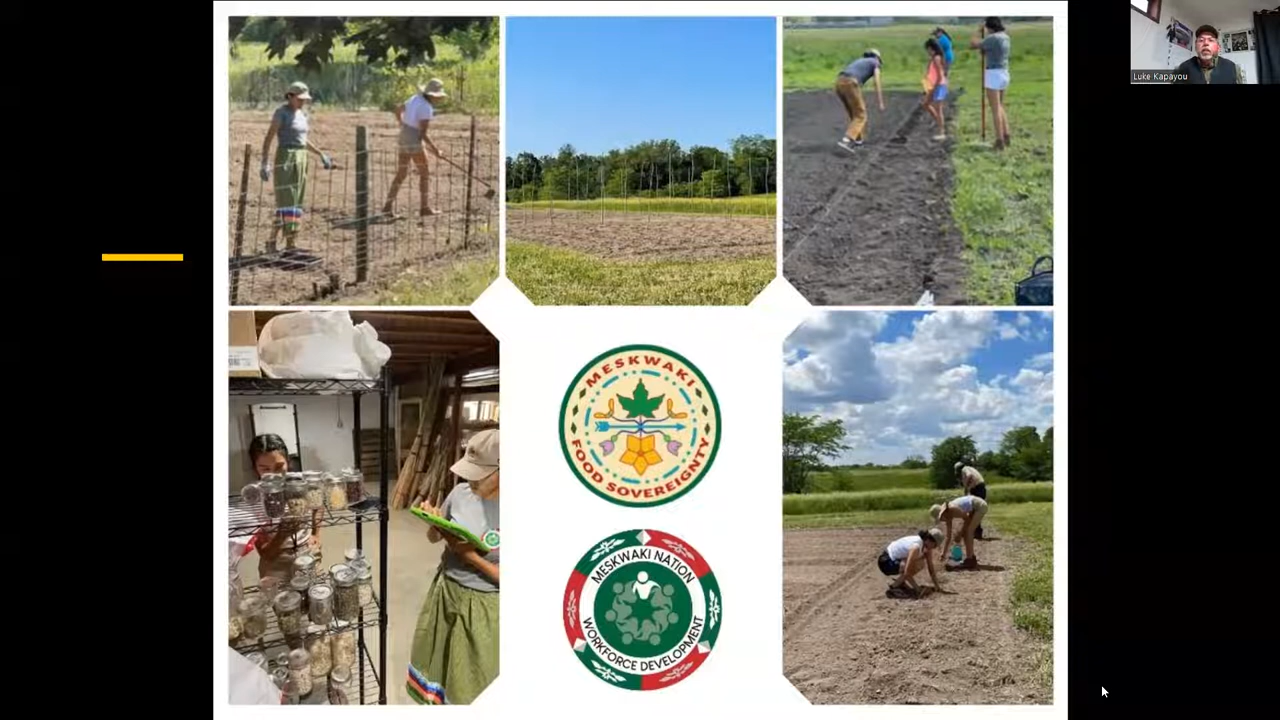 Luke Kapayou
MESKWAKI
FOOD SOVEREIGNTY
MESKWAKI NATION
WORKFORCE DEVELOPMENT